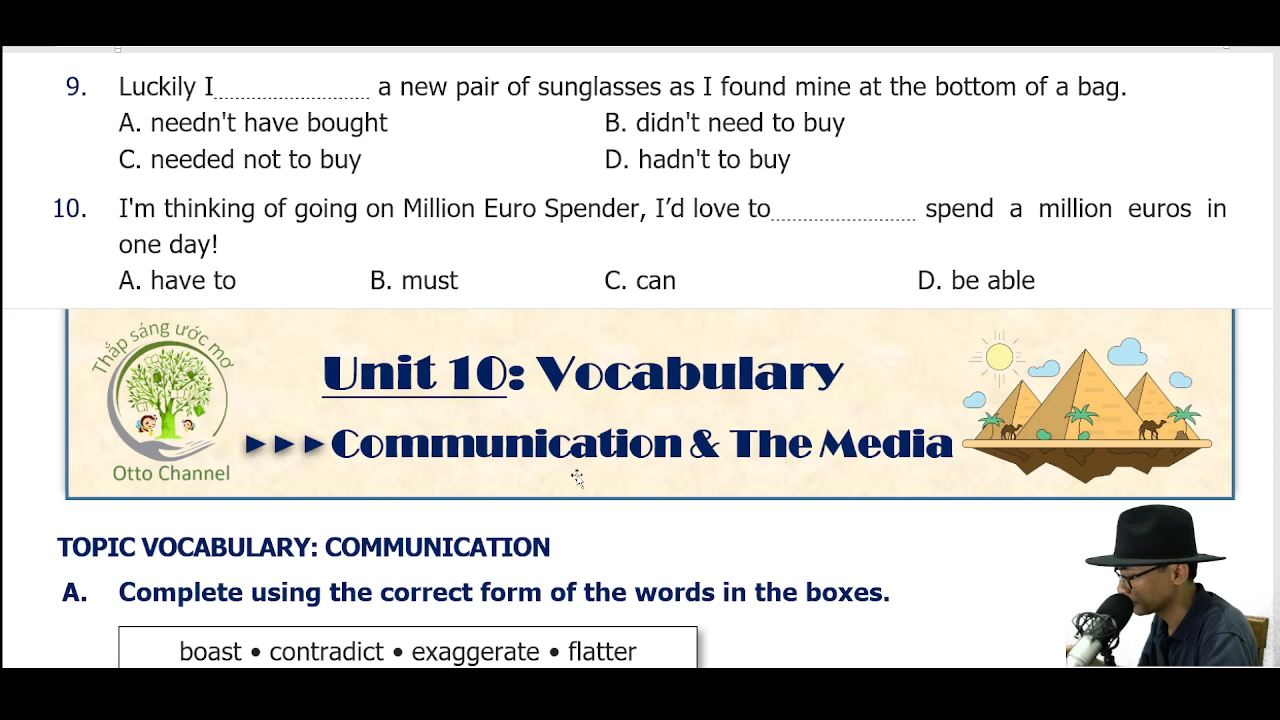 9. Luckily I........................ a new pair of sunglasses as I found mine at the bottom of a bag.
A. needn't have bought B. didn't need to buy
C. needed not to buy D. hadn't to buy
10. I'm thinking of going on Million Euro Spender, I'd love to...................... spend a million euros in
one day!
A. have to B. must C. can D. be able
Thắp sáng ước mơ
Otto Channel
Unit 10: Vocabulary
►►►Communication & The Media
TOPIC VOCABULARY: COMMUNICATION
A. Complete using the correct form of the words in the boxes.
boast • contradict • exaggerate • flatter